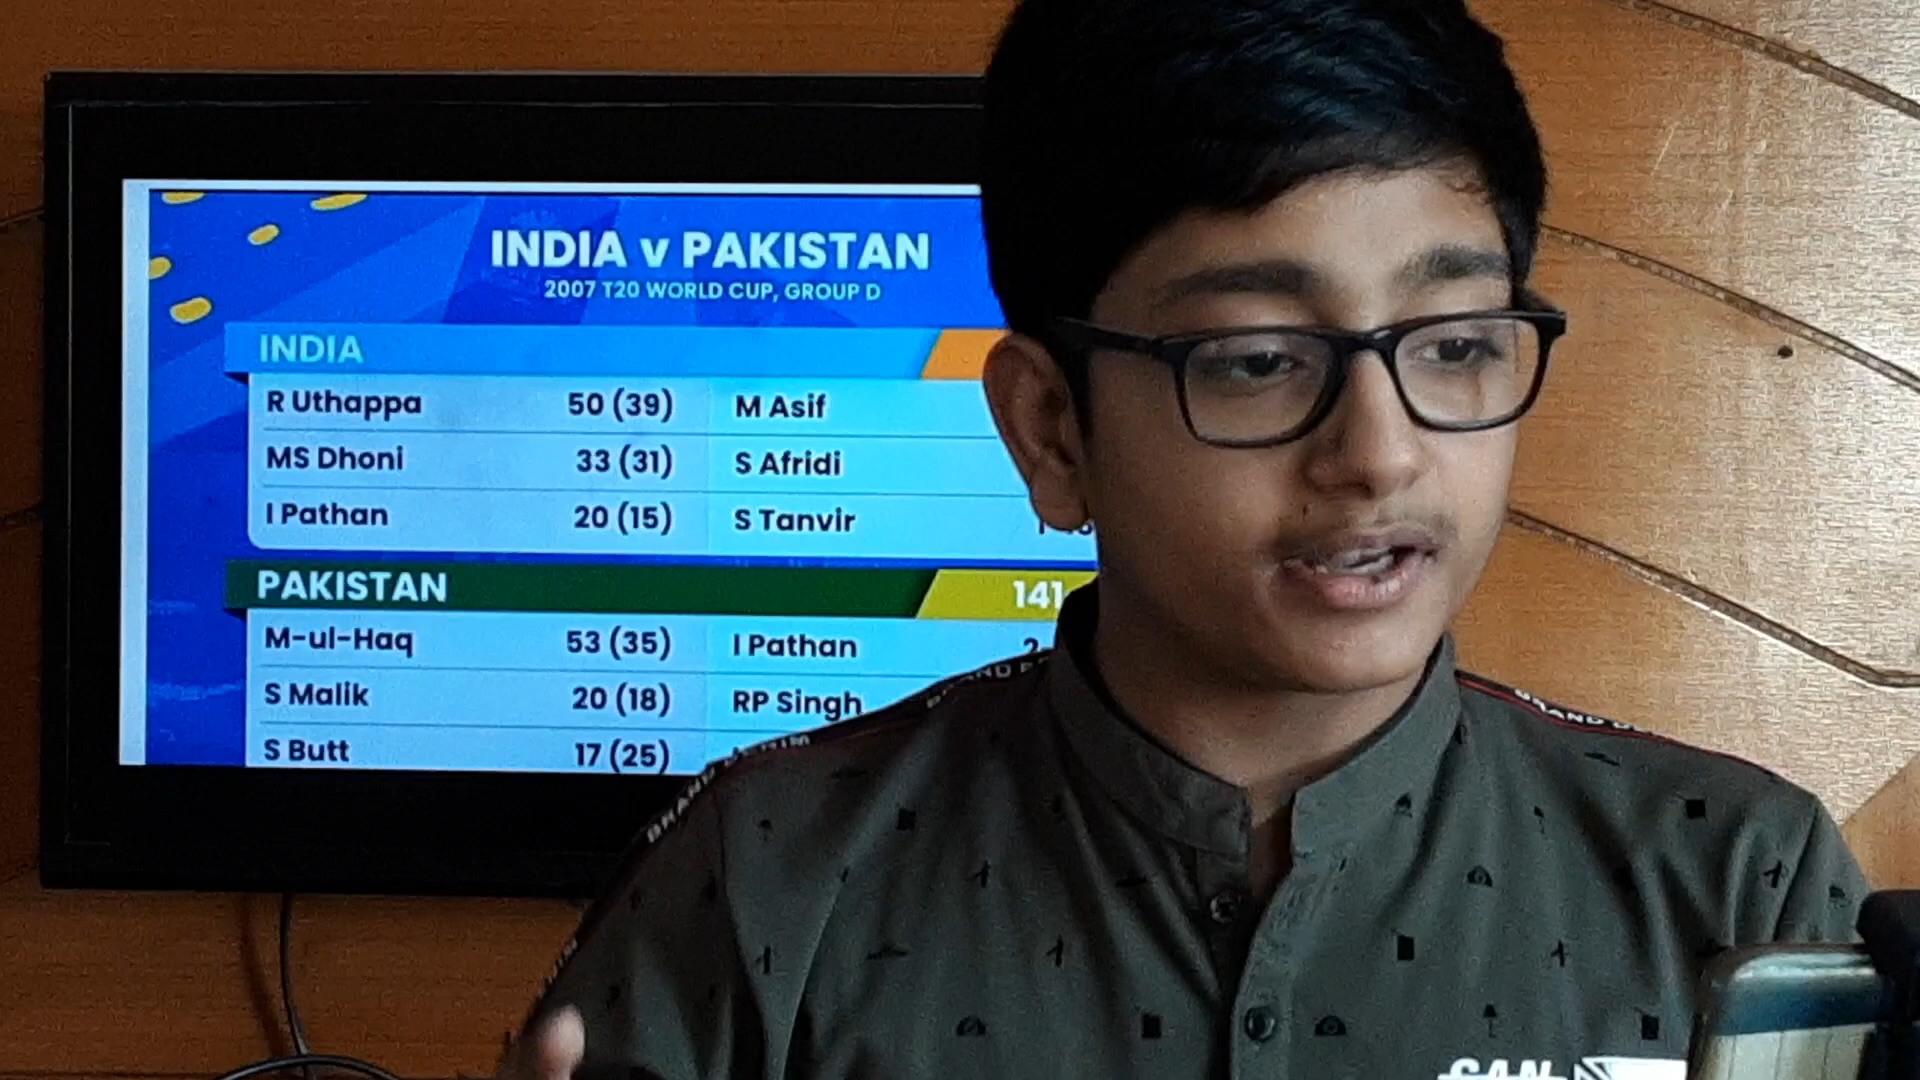 INDIA v PAKISTAN
2007 T20 WORLD CUP, GROUP D
INDIA
R Uthappa 50 (39) M Asif
MS Dhoni 33 (31) S Afridi
I Pathan 20 (15) S Tanvir
PAKISTAN 141
M-ul-Haq 53 (35) I Pathan
S Malik 20 (18) RP Singh
S Butt 17 (25)